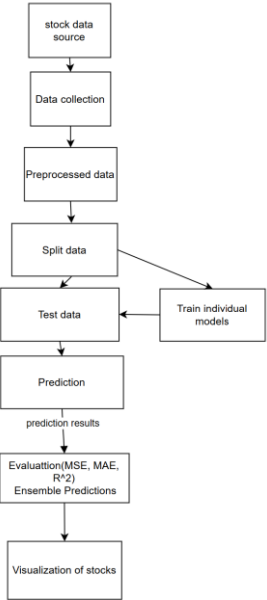 stock data
source
Data collection
Preprocessed data
Split data
Test data
Train individual
models
Prediction
prediction results
Evaluattion(MSE, MAE,
R^2)
Ensemble Predictions
Visualization of stocks